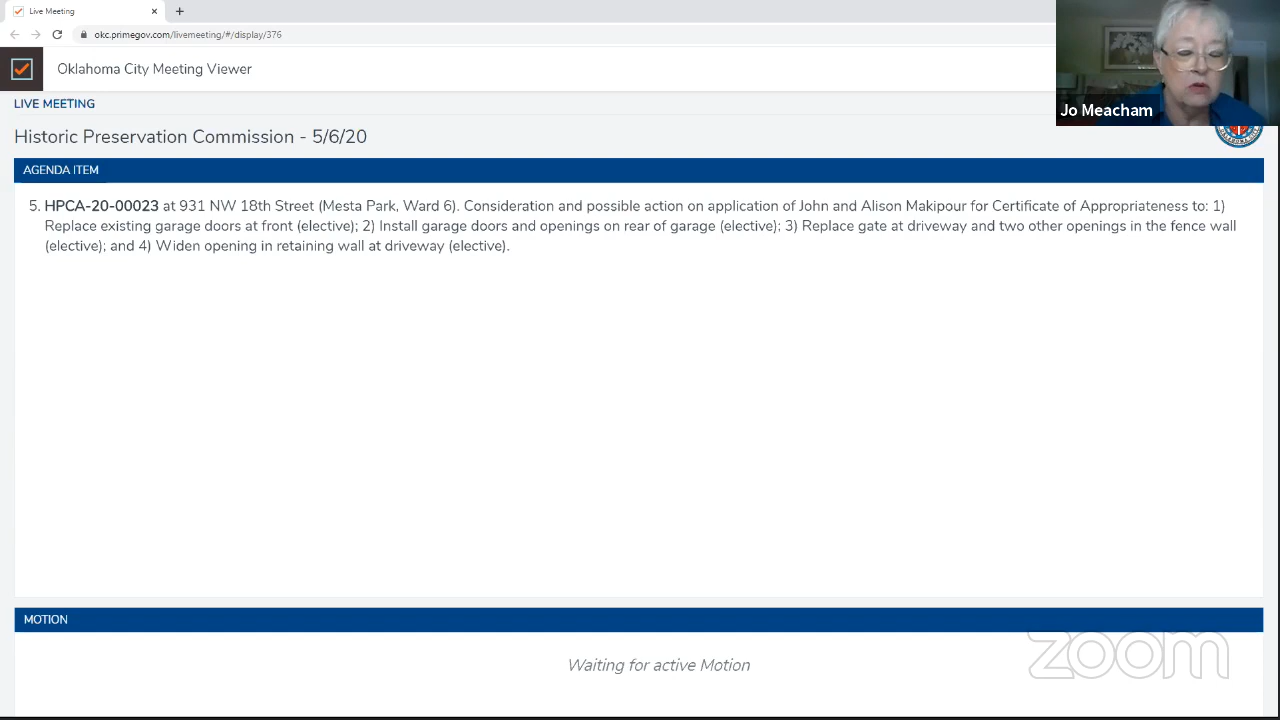 Live Meeting
okc.primegov.com/livemeeting/#/display/376
Oklahoma City Meeting Viewer
Jo Meacham
LIVE MEETING
Historic Preservation Commission - 5/6/20
AGENDA ITEM
5. HPCA-20-00023 at 931 NW 18th Street (Mesta Park, Ward 6). Consideration and possible action on application of John and Alison Makipour for Certificate of Appropriateness to: 1)
Replace existing garage doors at front (elective); 2) Install garage doors and openings on rear of garage (elective); 3) Replace gate at driveway and two other openings in the fence wall
(elective); and 4) Widen opening in retaining wall at driveway (elective).
MOTION
Waiting for active Motion
zoom